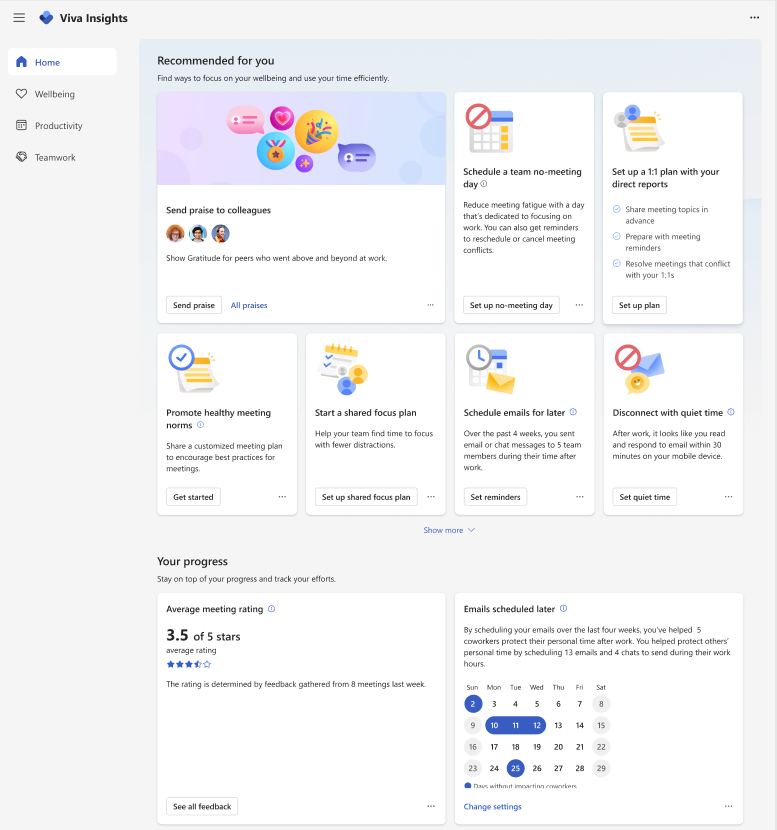 Viva Insights
Home
Wellbeing
Productivity
Teamwork
Recommended for you
Find ways to focus on your wellbeing and use your time efficiently.
Send praise to colleagues
Show Gratitude for peers who went above and beyond at work.
Send praise
All praises
Schedule a team no-meeting
day
Reduce meeting fatigue with a day
that's dedicated to focusing on
work. You can also get reminders
to reschedule or cancel meeting
conflicts.
Set up no-meeting day
Set up a 1:1 plan with your
direct reports
Share meeting topics in
advance
Prepare with meeting
reminders
Resolve meetings that conflict
with your 1:1s
Set up plan
Promote healthy meeting
norms
Share a customized meeting plan
to encourage best practices for
meetings.
Get started
Start a shared focus plan
Help your team find time to focus
with fewer distractions.
Set up shared focus plan
Schedule emails for later
Over the past 4 weeks, you sent
email or chat messages to 5 team
members during their time after
work.
Set reminders
Disconnect with quiet time
After work, it looks like you read
and respond to email within 30
minutes on your mobile device.
Set quiet time
Show more
Your progress
Stay on top of your progress and track your efforts.
Average meeting rating
3.5 of 5 stars
average rating
The rating is determined by feedback gathered from 8 meetings last week.
See all feedback
Emails scheduled later
By scheduling your emails over the last four weeks, you've helped 5
coworkers protect their personal time after work. You helped protect others'
personal time by scheduling 13 emails and 4 chats to send during their work
hours.
Sun Mon Tue Wed Thu Fri Sat
2 3 4 5 6 7 8
9 10 11 12 13 14 15
16 17 18 19 20 21 22
23 24 25 26 27 28 29
Days without impacting coworkers
Change settings